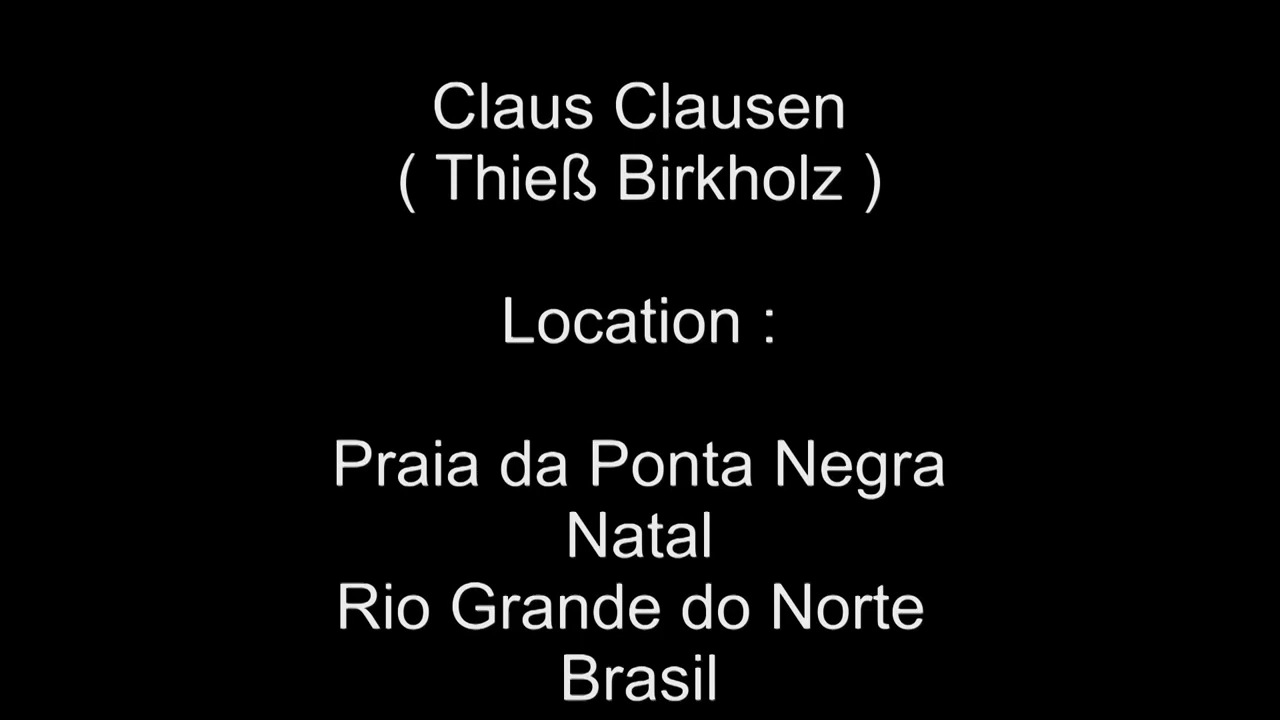 Claus Clausen
( Thieß Birkholz )
Location :
Praia da Ponta Negra
Natal
Rio Grande do Norte
Brasil